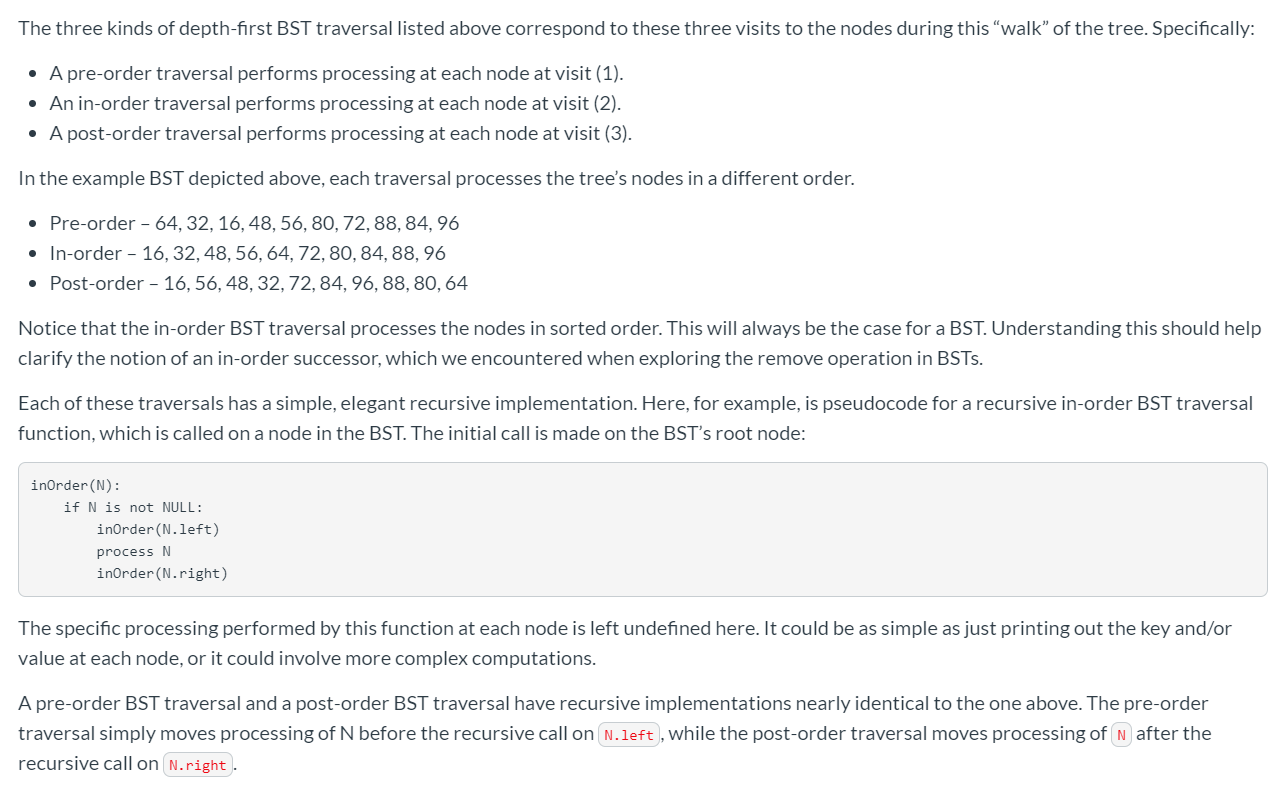 The three kinds of depth-first BST traversal listed above correspond to these three visits to the nodes during this “walk” of the tree. Specifically:
• A pre-order traversal performs processing at each node at visit (1).
• An in-order traversal performs processing at each node at visit (2).
• A post-order traversal performs processing at each node at visit (3).
In the example BST depicted above, each traversal processes the tree’s nodes in a different order.
• Pre-order – 64, 32, 16, 48, 56, 80, 72, 88, 84, 96
• In-order – 16, 32, 48, 56, 64, 72, 80, 84, 88, 96
• Post-order – 16, 56, 48, 32, 72, 84, 96, 88, 80, 64
Notice that the in-order BST traversal processes the nodes in sorted order. This will always be the case for a BST. Understanding this should help
clarify the notion of an in-order successor, which we encountered when exploring the remove operation in BSTs.
Each of these traversals has a simple, elegant recursive implementation. Here, for example, is pseudocode for a recursive in-order BST traversal
function, which is called on a node in the BST. The initial call is made on the BST’s root node:
inOrder(N):
    if N is not NULL:
        inOrder(N.left)
        process N
        inOrder(N.right)
The specific processing performed by this function at each node is left undefined here. It could be as simple as just printing out the key and/or
value at each node, or it could involve more complex computations.
A pre-order BST traversal and a post-order BST traversal have recursive implementations nearly identical to the one above. The pre-order
traversal simply moves processing of N before the recursive call on N.left, while the post-order traversal moves processing of N after the
recursive call on N.right.